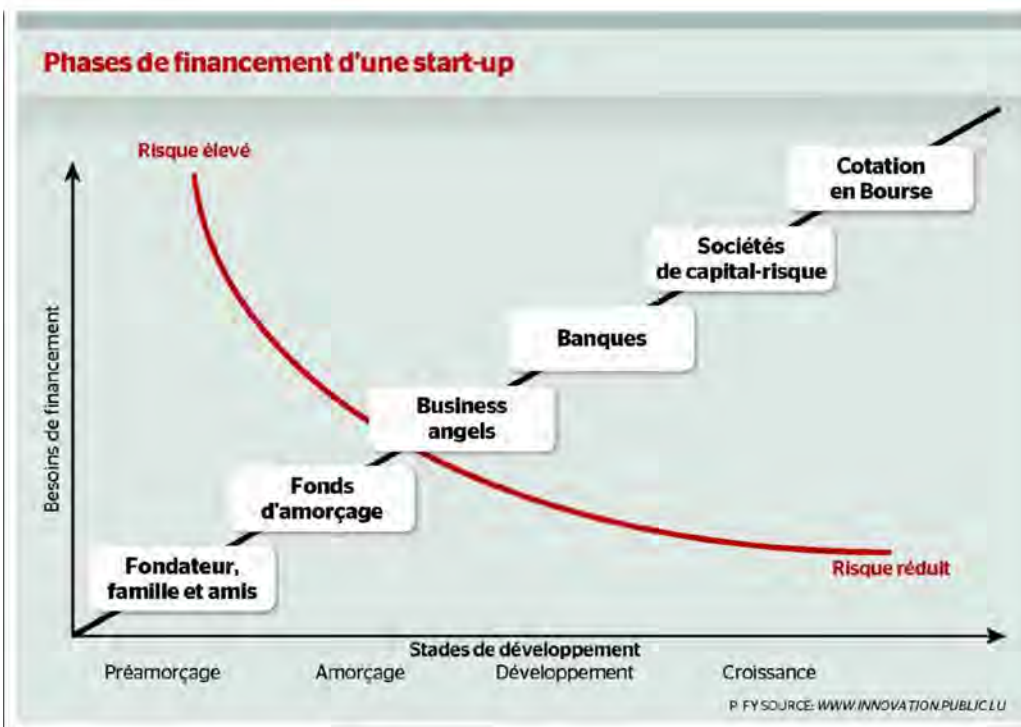 Phases de financement d'une start-up
Risque élevé
Cotation
en Bourse
Sociétés
de capital-risque
Banques
Business
angels
Fonds
d'amorçage
Fondateur,
famille et amis
Risque réduit
Besoins de financement
Stades de développement
Préamorçage Amorçage Développement Croissance
SOURCE: WWW.INNOVATION.PUBLIC.LU